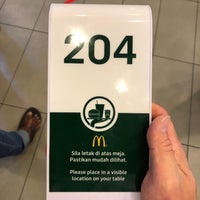 204
Sila letak di atas meja.
Pastikan mudah dilihat.
Please place in a visible
location on your table